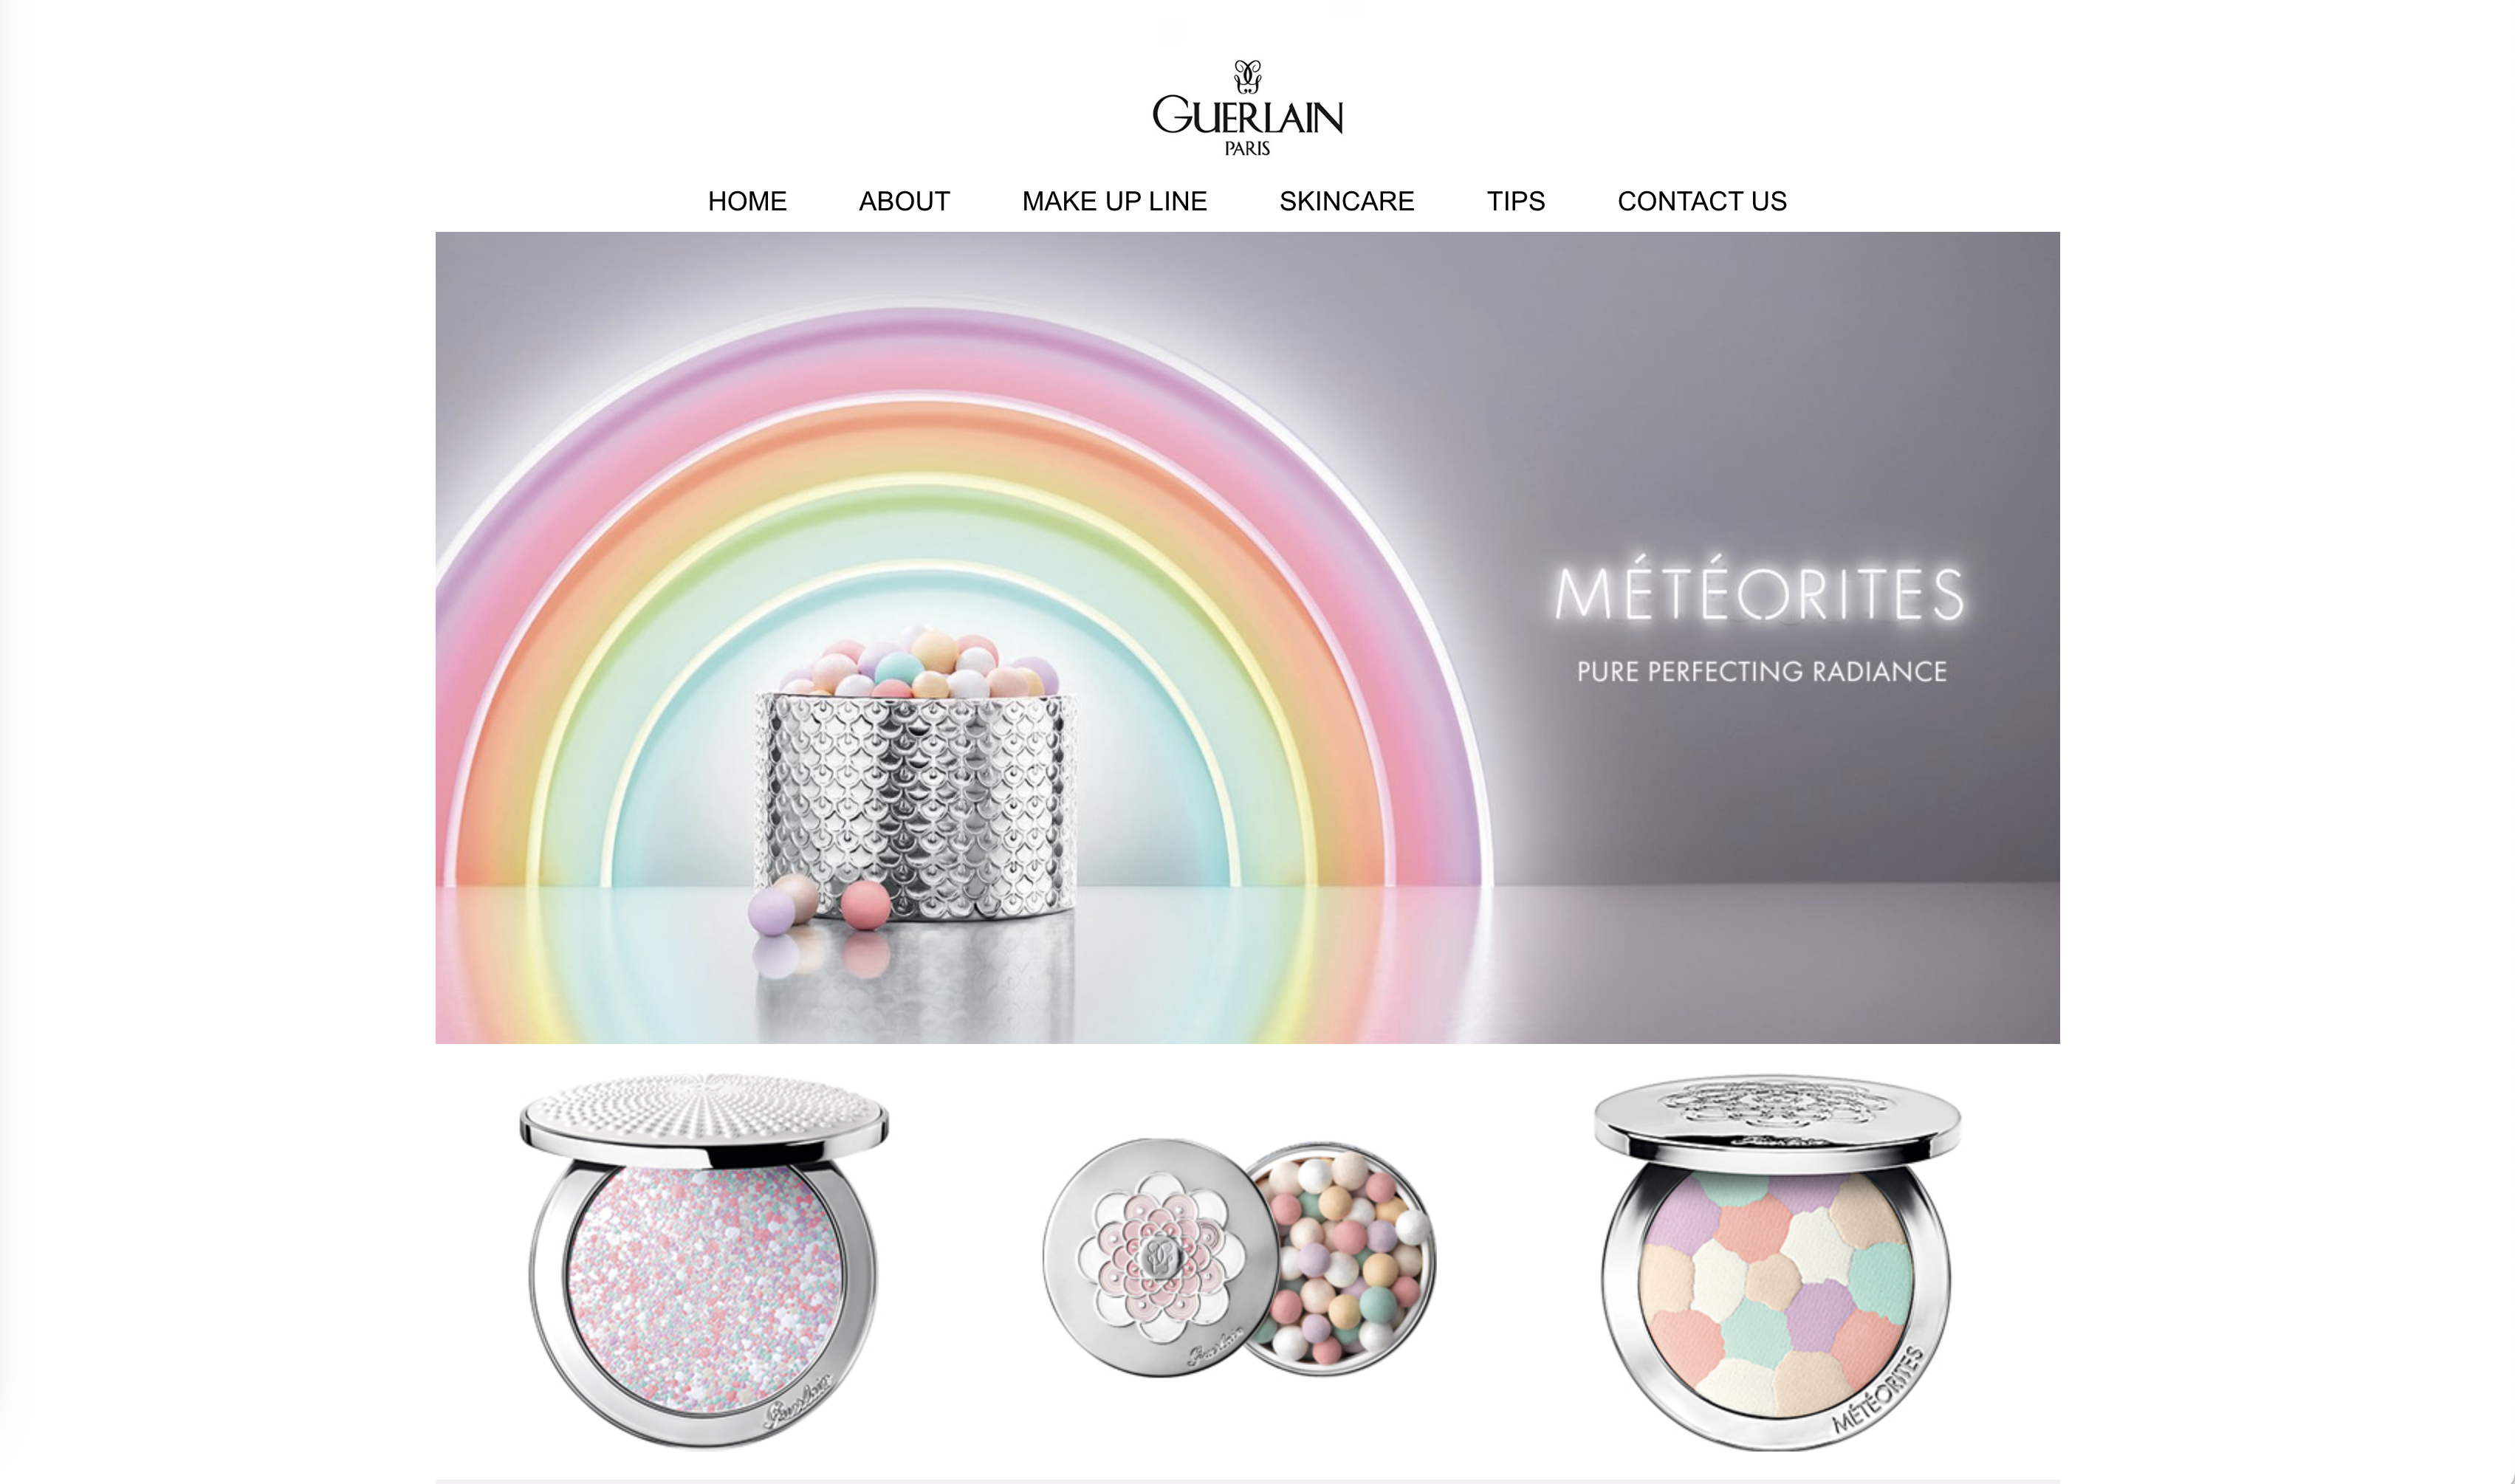 GUERLAIN
PARIS
HOME ABOUT MAKE UP LINE SKINCARE TIPS CONTACT US
MÉTÉORITES
PURE PERFECTING RADIANCE
Guerlain
Guerlain
Guerlain
MÉTÉORITES